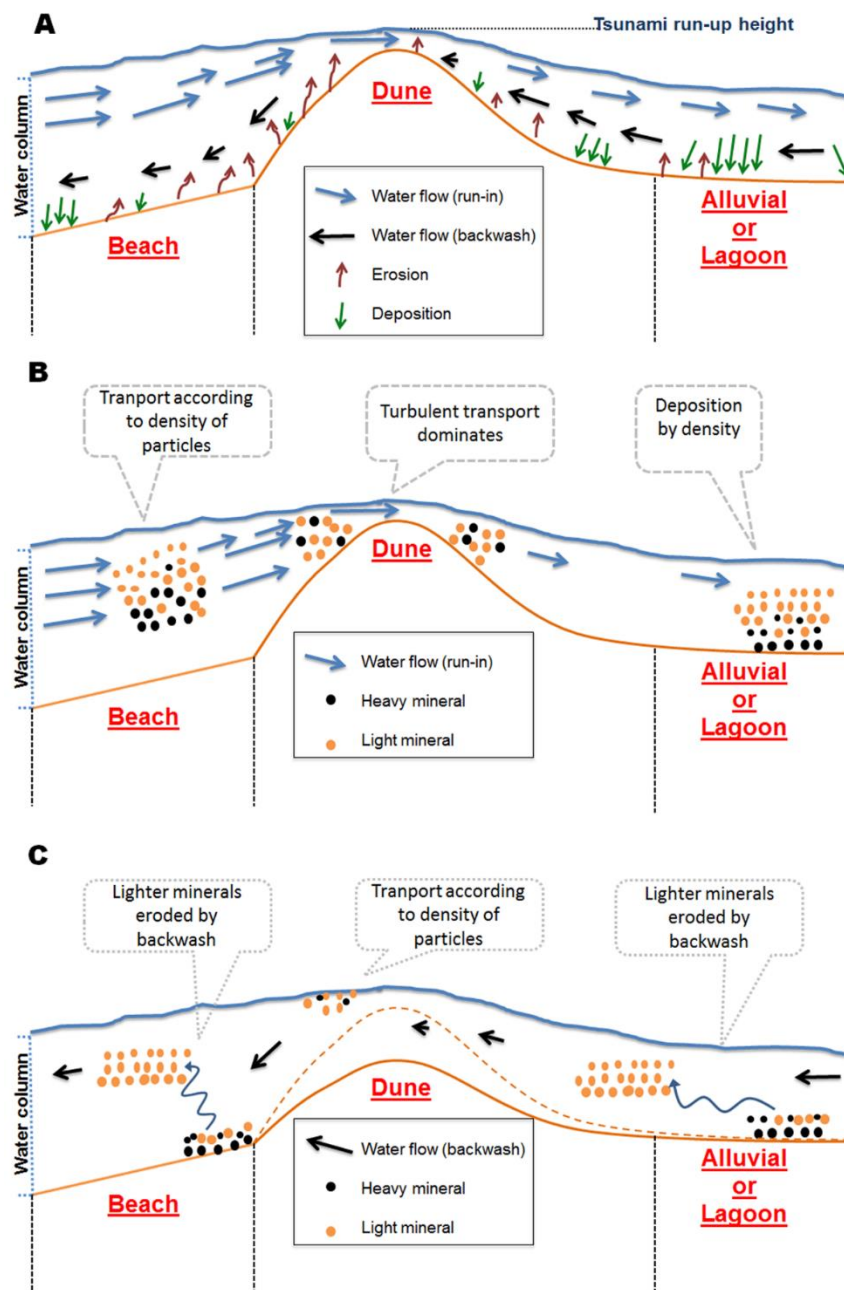 A
Tsunami run-up height
Water column
Dune
Beach
Alluvial
or
Lagoon
Water flow (run-in)
Water flow (backwash)
Erosion
Deposition
B
Tranport according
to density of
particles
Turbulent transport
dominates
Deposition
by density
Water column
Dune
Beach
Alluvial
or
Lagoon
Water flow (run-in)
Heavy mineral
Light mineral
C
Lighter minerals
eroded by
backwash
Tranport according
to density of
particles
Lighter minerals
eroded by
backwash
Water column
Dune
Beach
Alluvial
or
Lagoon
Water flow (backwash)
Heavy mineral
Light mineral